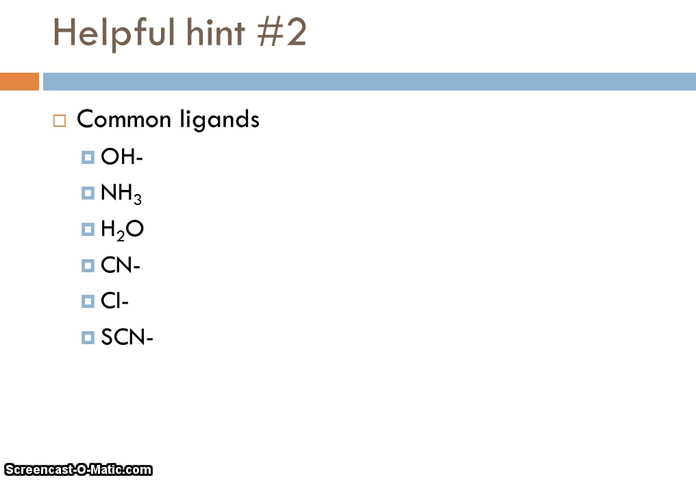 Helpful hint #2
Common ligands
OH-
NH₃
H₂O
CN-
Cl-
SCN-
Screencast-O-Matic.com